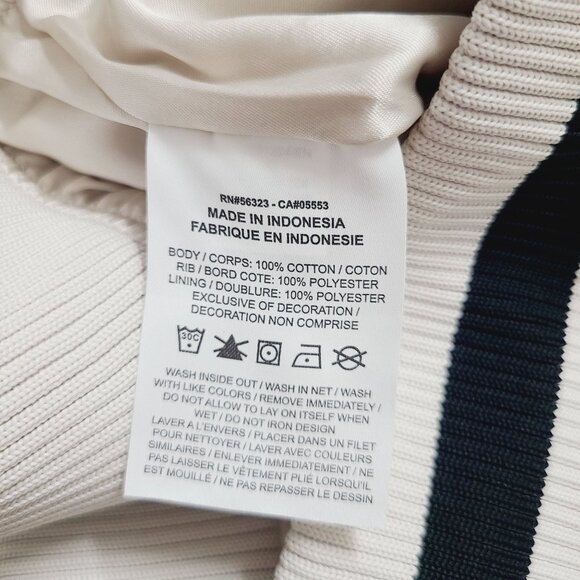 RN#56323 - CA#05553
MADE IN INDONESIA
FABRIQUE EN INDONESIE
BODY / CORPS: 100% COTTON / COTON
RIB / BORD COTE: 100% POLYESTER
LINING / DOUBLURE: 100% POLYESTER
EXCLUSIVE OF DECORATION /
DECORATION NON COMPRISE
30C
WASH INSIDE OUT / WASH IN NET / WASH
WITH LIKE COLORS / REMOVE IMMEDIATELY /
DO NOT ALLOW TO LAY ON ITSELF WHEN
WET / DO NOT IRON DESIGN
LAVER A L'ENVERS / PLACER DANS UN FILET
POUR NETTOYER / LAVER AVEC COULEURS
SIMILAIRES / ENLEVER IMMEDIATEMENT / NE
PAS LAISSER LE VÊTEMENT PLIÉ LORSQU'IL
EST MOUILLÉ / NE PAS REPASSER LE DESSIN